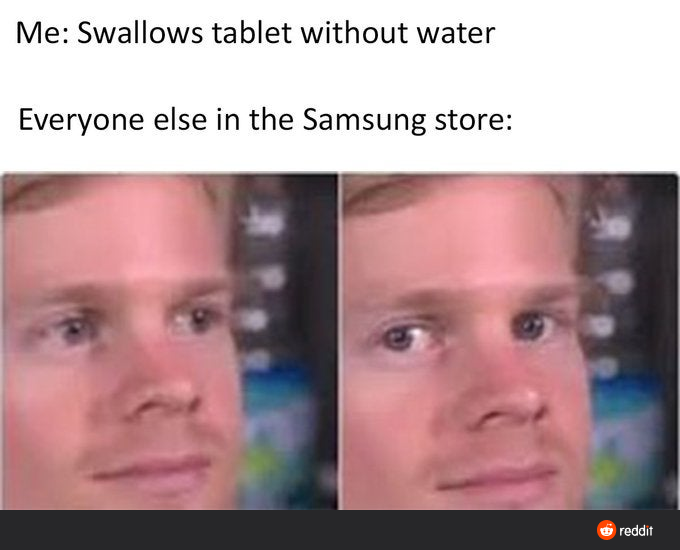 Me: Swallows tablet without water
Everyone else in the Samsung store:
reddit